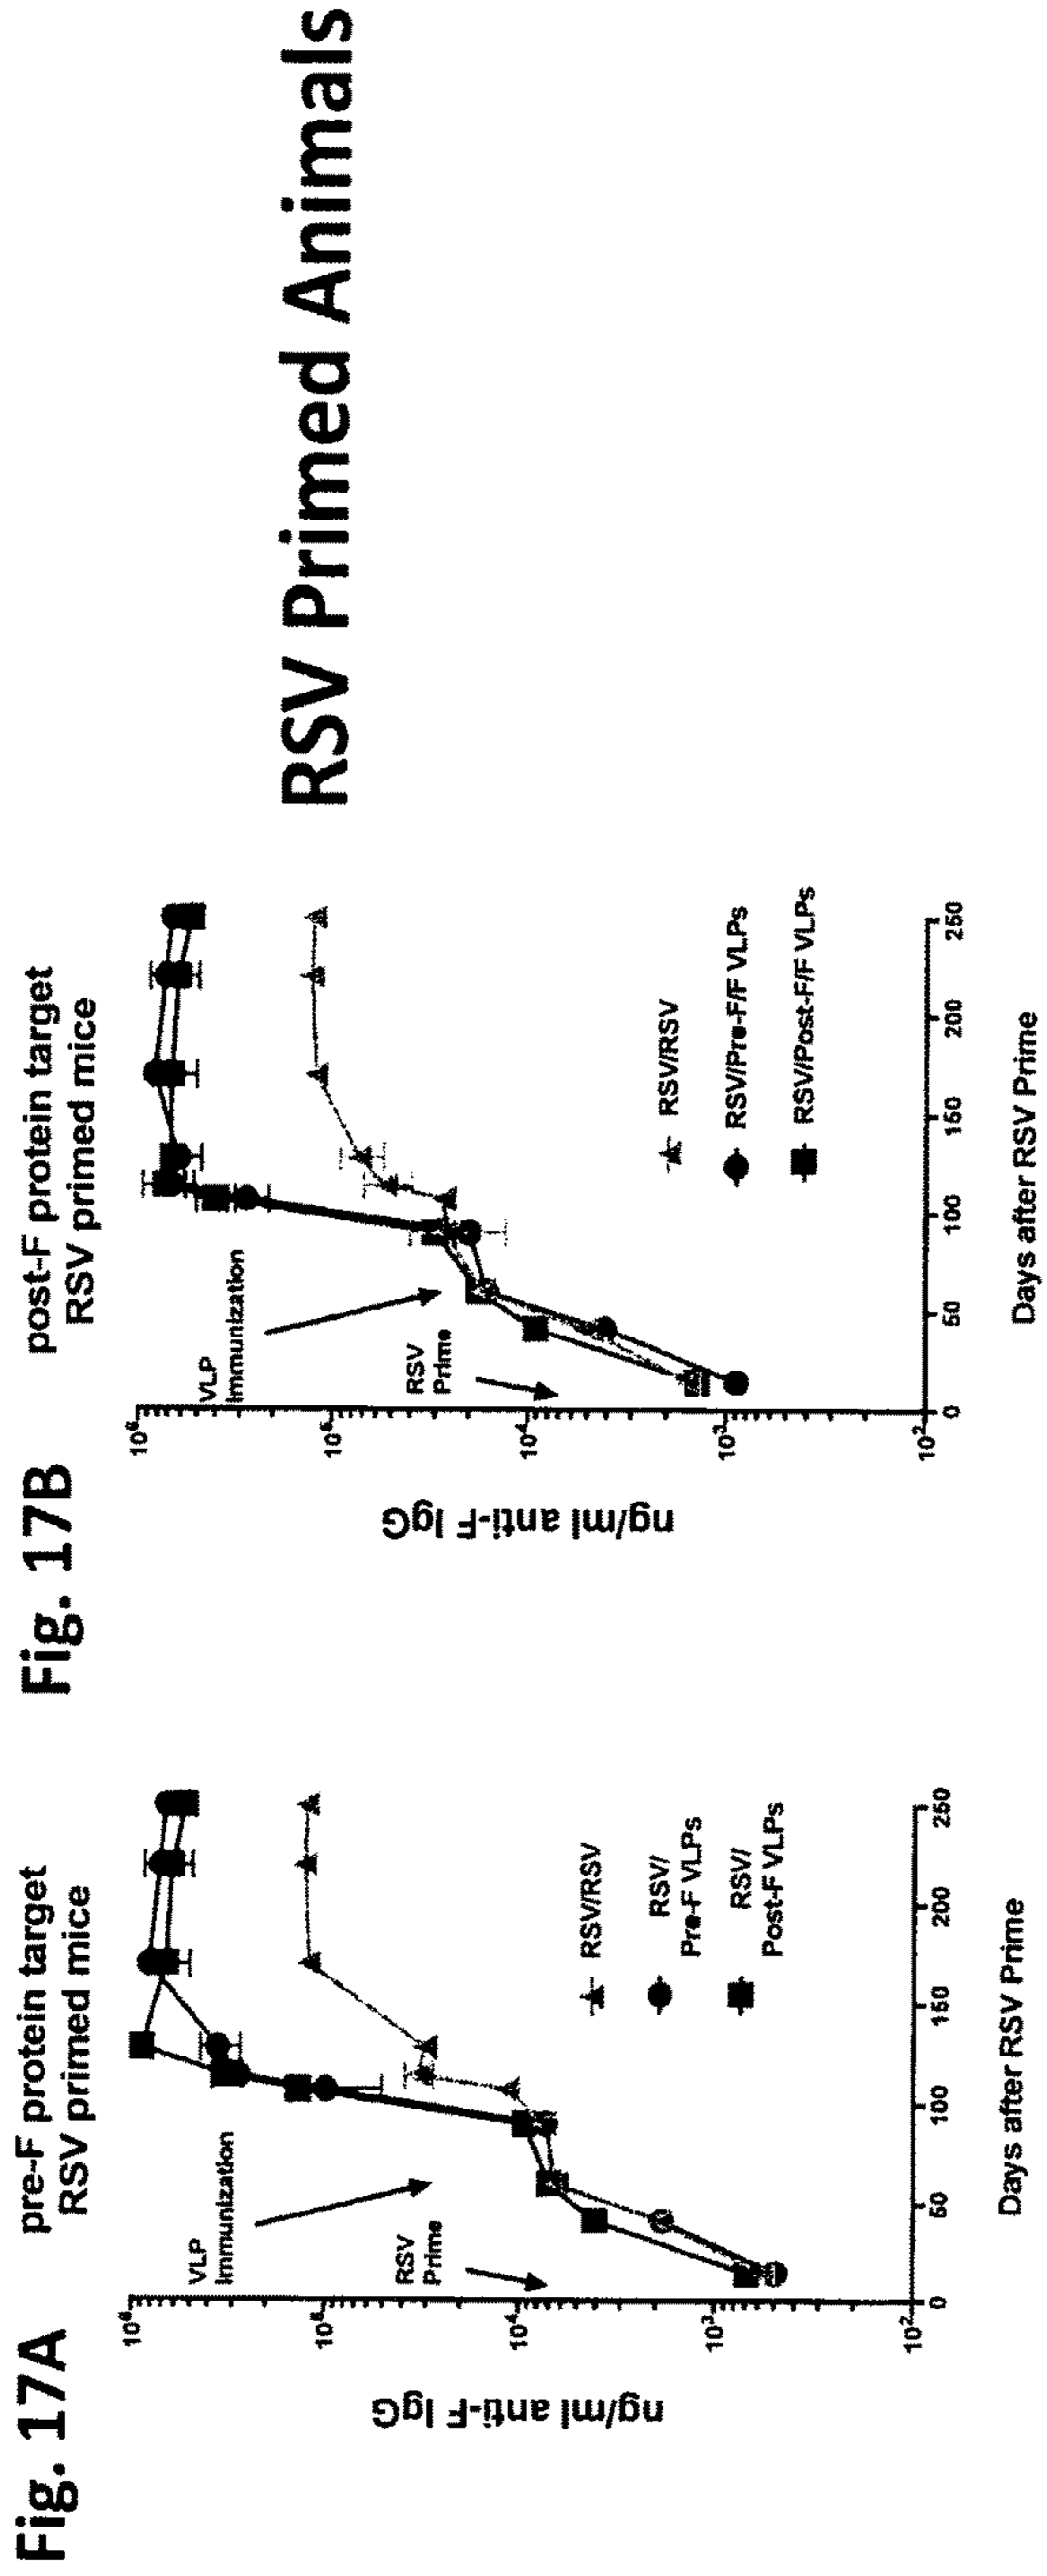 Fig. 17A
pre-F protein target
RSV primed mice
VLP
Immunization
RSV
Prime
ng/ml anti-F IgG
10⁶
10⁵
10⁴
10³
10²
0
50
100
150
200
250
Days after RSV Prime
RSV/RSV
RSV/
Pre-F VLPs
RSV/
Post-F VLPs
Fig. 17B
post-F protein target
RSV primed mice
VLP
Immunization
RSV
Prime
ng/ml anti-F IgG
10⁶
10⁵
10⁴
10³
10²
0
50
100
150
200
250
Days after RSV Prime
RSV/RSV
RSV/Pre-F/F VLPs
RSV/Post-F/F VLPs
RSV Primed Animals